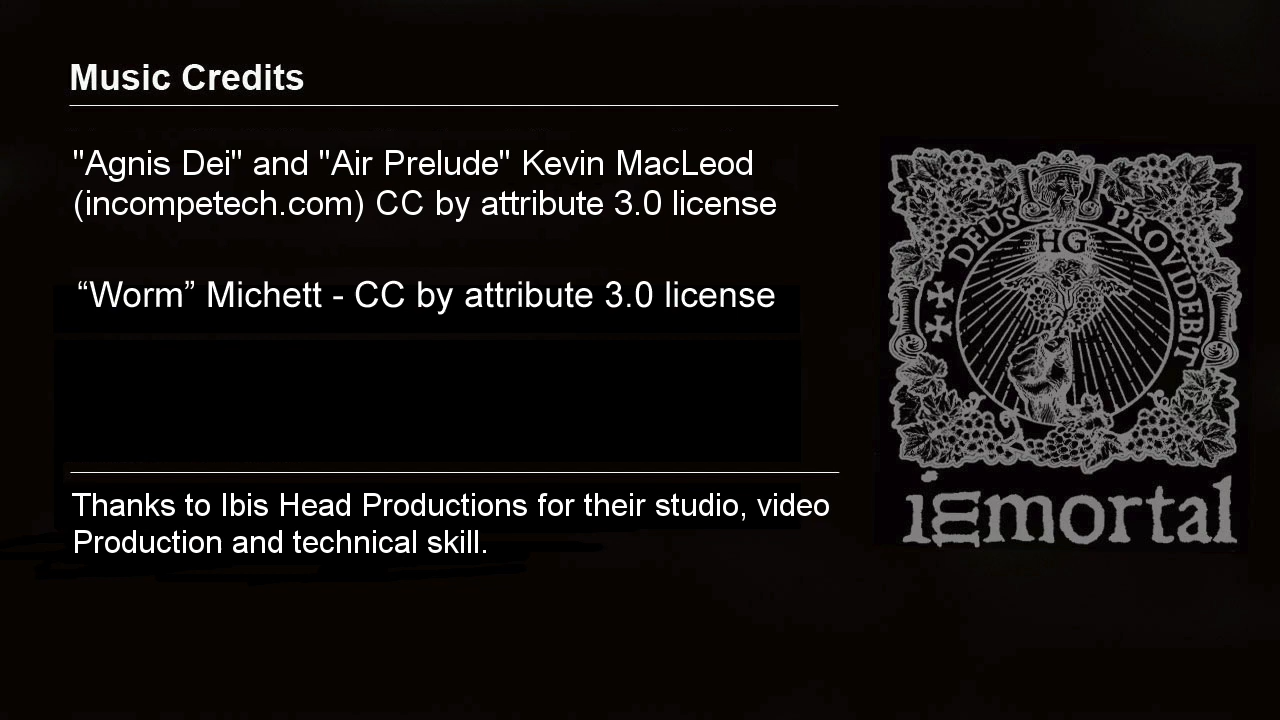 Music Credits
"Agnis Dei" and "Air Prelude" Kevin MacLeod
(incompetech.com) CC by attribute 3.0 license
“Worm” Michett - CC by attribute 3.0 license
Thanks to Ibis Head Productions for their studio, video
Production and technical skill.
DEUS PROVIDEBIT
HG
iEmortal